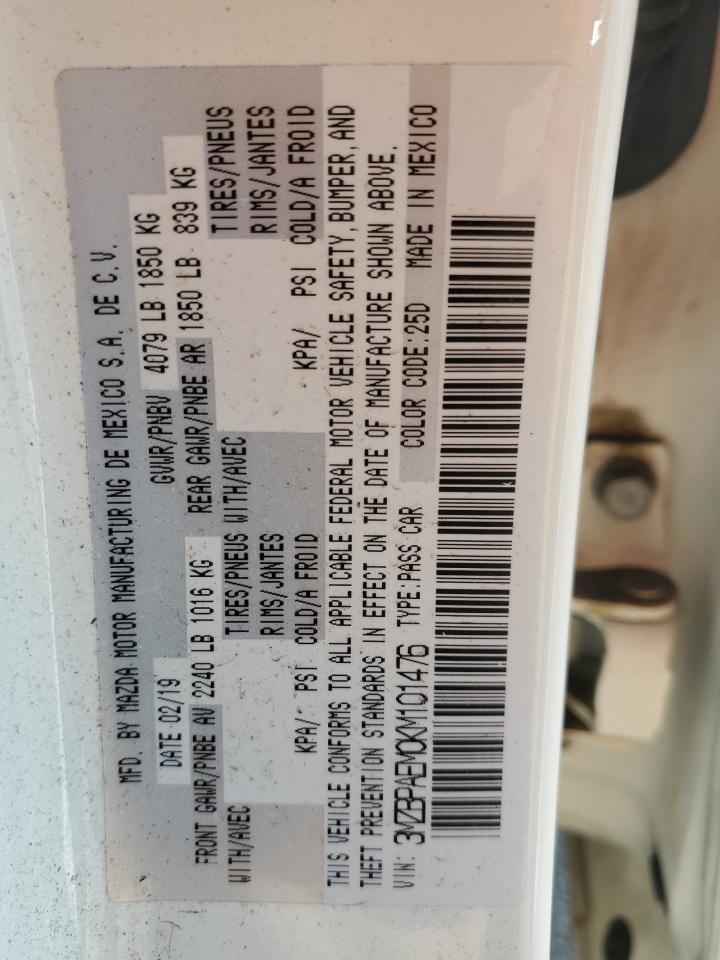 MFD. BY MAZDA MOTOR MANUFACTURING DE MEXICO S.A. DE C.V.
DATE 02/19 GVWR/PNBV 4079 LB 1850 KG
FRONT GAWR/PNBE AV 2240 LB 1016 KG REAR GAWR/PNBE AR 1850 LB 839 KG
WITH/AVEC TIRES/PNEUS WITH/AVEC TIRES/PNEUS
RIMS/JANTES RIMS/JANTES
KPA/ PSI COLD/A FROID KPA/ PSI COLD/A FROID
THIS VEHICLE CONFORMS TO ALL APPLICABLE FEDERAL MOTOR VEHICLE SAFETY, BUMPER, AND
THEFT PREVENTION STANDARDS IN EFFECT ON THE DATE OF MANUFACTURE SHOWN ABOVE.
VIN: 3MZBPAEM0KM101476 TYPE:PASS CAR COLOR CODE:25D MADE IN MEXICO